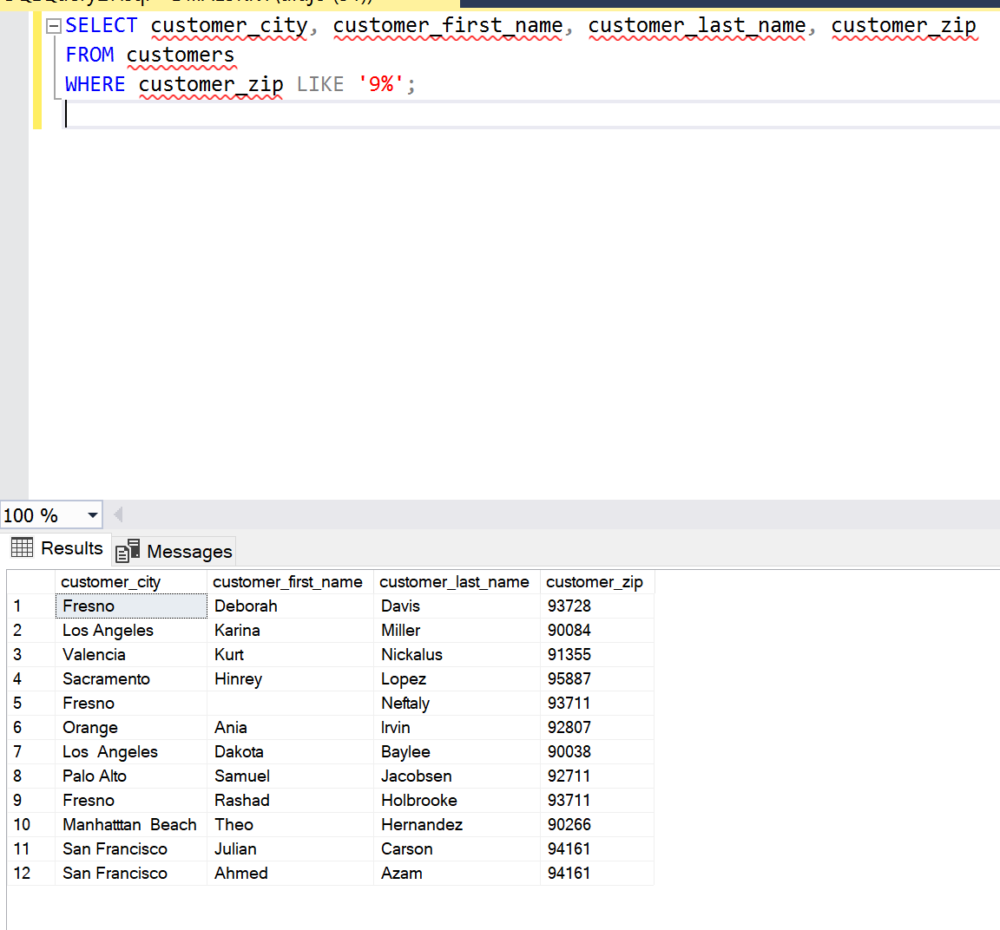 SELECT customer_city, customer_first_name, customer_last_name, customer_zip
FROM customers
WHERE customer_zip LIKE '9%';
100 %
Results Messages
customer_city customer_first_name customer_last_name customer_zip
1 Fresno Deborah Davis 93728
2 Los Angeles Karina Miller 90084
3 Valencia Kurt Nickalus 91355
4 Sacramento Hinrey Lopez 95887
5 Fresno Neftaly 93711
6 Orange Ania Irvin 92807
7 Los  Angeles Dakota Baylee 90038
8 Palo Alto Samuel Jacobsen 92711
9 Fresno Rashad Holbrooke 93711
10 Manhatttan  Beach Theo Hernandez 90266
11 San Francisco Julian Carson 94161
12 San Francisco Ahmed Azam 94161